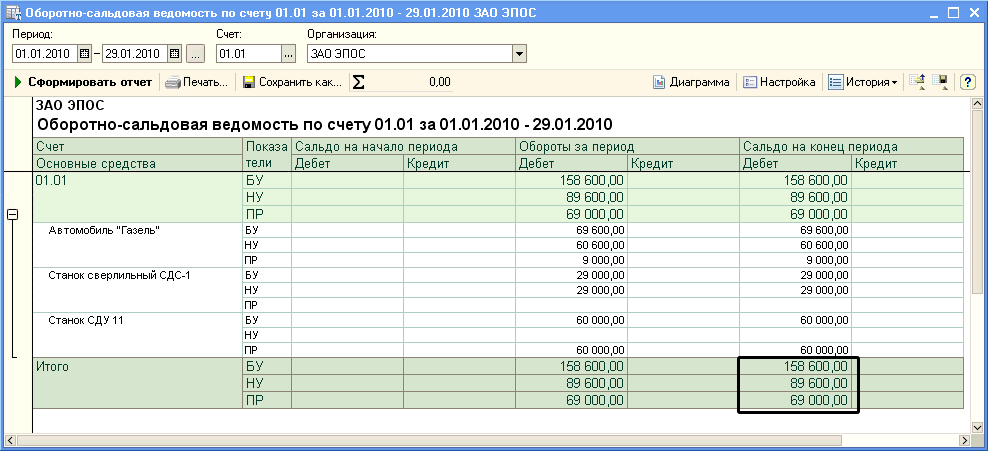 Оборотно-сальдовая ведомость по счету 01.01 за 01.01.2010 - 29.01.2010 ЗАО ЭПОС
Период: Счет: Организация:
01.01.2010 – 29.01.2010 ... 01.01 ... ЗАО ЭПОС
Сформировать отчет Печать... Сохранить как... Σ 0,00 Диаграмма Настройка История ?
ЗАО ЭПОС
Оборотно-сальдовая ведомость по счету 01.01 за 01.01.2010 - 29.01.2010
Счет Показа Сальдо на начало периода Обороты за период Сальдо на конец периода
Основные средства тели Дебет Кредит Дебет Кредит Дебет Кредит
01.01 БУ 158 600,00 158 600,00
НУ 89 600,00 89 600,00
ПР 69 000,00 69 000,00
Автомобиль "Газель" БУ 69 600,00 69 600,00
НУ 60 600,00 60 600,00
ПР 9 000,00 9 000,00
Станок сверлильный СДС-1 БУ 29 000,00 29 000,00
НУ 29 000,00 29 000,00
ПР
Станок СДУ 11 БУ 60 000,00 60 000,00
НУ
ПР 60 000,00 60 000,00
Итого БУ 158 600,00 158 600,00
НУ 89 600,00 89 600,00
ПР 69 000,00 69 000,00